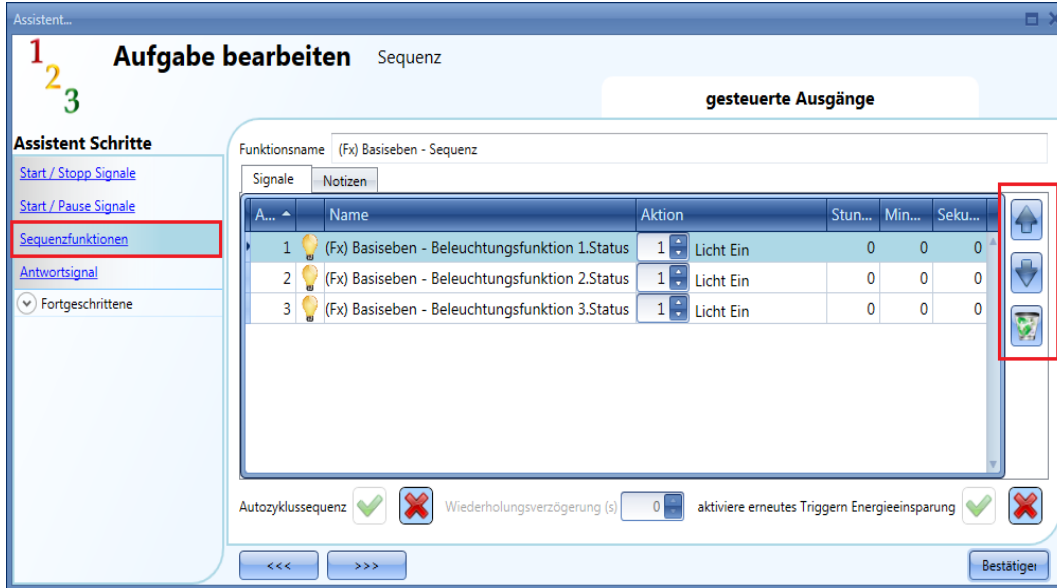 Assistent...
1 2 3
Aufgabe bearbeiten Sequenz
gesteuerte Ausgänge
Assistent Schritte
Start / Stopp Signale
Start / Pause Signale
Sequenzfunktionen
Antwortsignal
Fortgeschrittene
Funktionsname (Fx) Basiseben - Sequenz
Signale Notizen
A... Name Aktion Stun... Min... Seku...
1 (Fx) Basiseben - Beleuchtungsfunktion 1.Status 1 Licht Ein 0 0 0
2 (Fx) Basiseben - Beleuchtungsfunktion 2.Status 1 Licht Ein 0 0 0
3 (Fx) Basiseben - Beleuchtungsfunktion 3.Status 1 Licht Ein 0 0 0
Autozyklussequenz Wiederholungsverzögerung (s) 0 aktiviere erneutes Triggern Energieeinsparung
<<< >>> Bestätiger